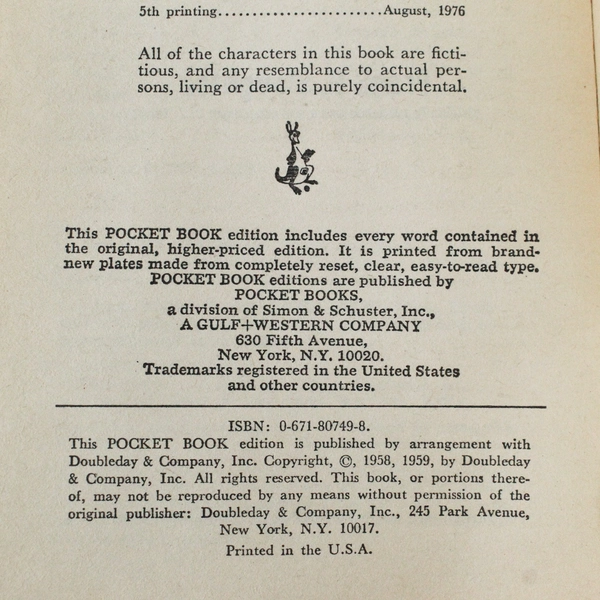 5th printing........................August, 1976
All of the characters in this book are ficti-
tious, and any resemblance to actual per-
sons, living or dead, is purely coincidental.
This POCKET BOOK edition includes every word contained in
the original, higher-priced edition. It is printed from brand-
new plates made from completely reset, clear, easy-to-read type.
POCKET BOOK editions are published by
POCKET BOOKS,
a division of Simon & Schuster, Inc.,
A GULF+WESTERN COMPANY
630 Fifth Avenue,
New York, N.Y. 10020.
Trademarks registered in the United States
and other countries.
ISBN: 0-671-80749-8.
This POCKET BOOK edition is published by arrangement with
Doubleday & Company, Inc. Copyright, ©, 1958, 1959, by Doubleday
& Company, Inc. All rights reserved. This book, or portions there-
of, may not be reproduced by any means without permission of the
original publisher: Doubleday & Company, Inc., 245 Park Avenue,
New York, N.Y. 10017.
Printed in the U.S.A.